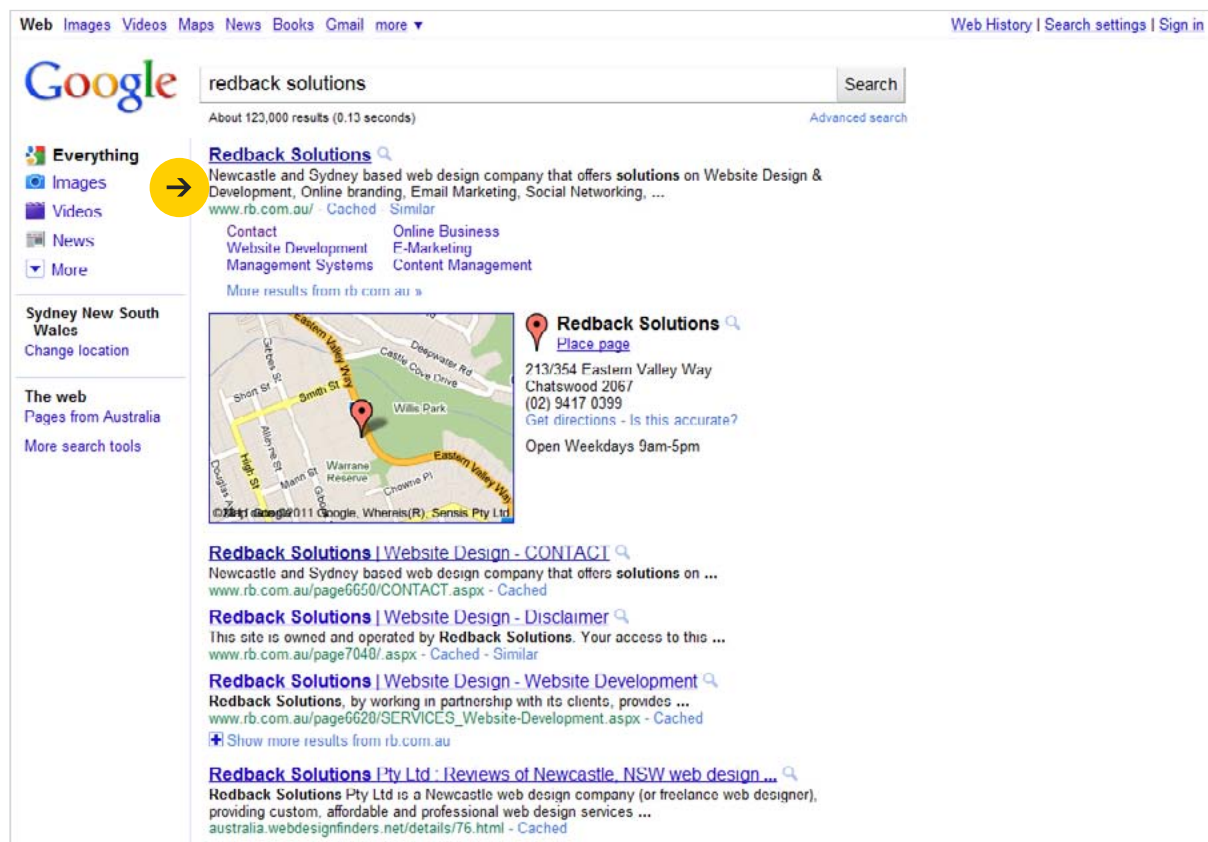 Web Images Videos Maps News Books Gmail more ▼
Web History | Search settings | Sign in
Google
redback solutions
Search
About 123,000 results (0.13 seconds)
Advanced search
Everything
Images
Videos
News
More
Sydney New South
Wales
Change location
The web
Pages from Australia
More search tools
Redback Solutions
Newcastle and Sydney based web design company that offers solutions on Website Design &
Development, Online branding, Email Marketing, Social Networking, ...
www.rb.com.au/ - Cached - Similar
Contact Online Business
Website Development E-Marketing
Management Systems Content Management
More results from rb.com.au »
Eastern Valley Way
Gibbes St
Deepwater Rd
Castle Cove Drive
Short St
Smith St
Willis Park
Alleyne St
High St
Mann St
Warrane
Reserve
Chowne Pl
Eastern Valley Way
Douglas
2011 Google, Whereis(R), Sensis Pty Ltd
Redback Solutions
Place page
213/354 Eastern Valley Way
Chatswood 2067
(02) 9417 0399
Get directions - Is this accurate?
Open Weekdays 9am-5pm
Redback Solutions | Website Design - CONTACT
Newcastle and Sydney based web design company that offers solutions on ...
www.rb.com.au/page6650/CONTACT.aspx - Cached
Redback Solutions | Website Design - Disclaimer
This site is owned and operated by Redback Solutions. Your access to this ...
www.rb.com.au/page7048/.aspx - Cached - Similar
Redback Solutions | Website Design - Website Development
Redback Solutions, by working in partnership with its clients, provides ...
www.rb.com.au/page6628/SERVICES_Website-Development.aspx - Cached
Show more results from rb.com.au
Redback Solutions Pty Ltd : Reviews of Newcastle, NSW web design ...
Redback Solutions Pty Ltd is a Newcastle web design company (or freelance web designer),
providing custom, affordable and professional web design services ...
australia.webdesignfinders.net/details/76.html - Cached